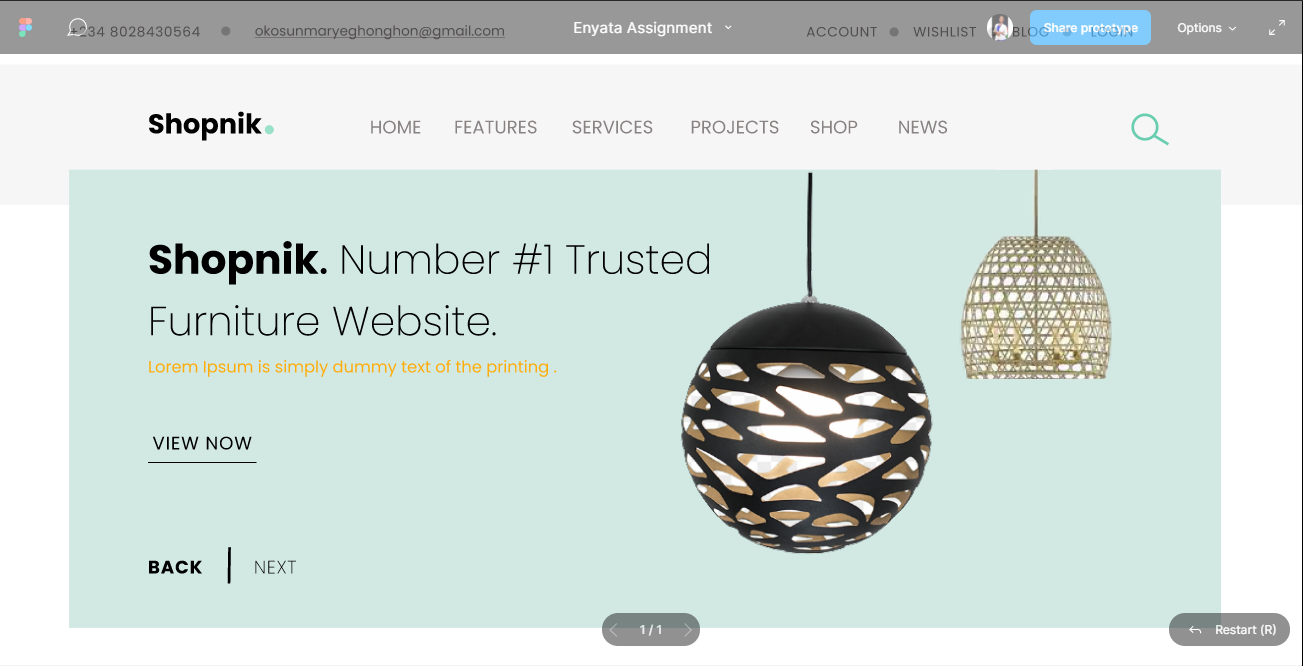 +234 8028430564 okosunmaryeghonghon@gmail.com Enyata Assignment ACCOUNT WISHLIST BLOG LOGIN Share prototype Options
Shopnik. HOME FEATURES SERVICES PROJECTS SHOP NEWS
Shopnik. Number #1 Trusted
Furniture Website.
Lorem Ipsum is simply dummy text of the printing .
VIEW NOW
BACK NEXT
1 / 1
Restart (R)